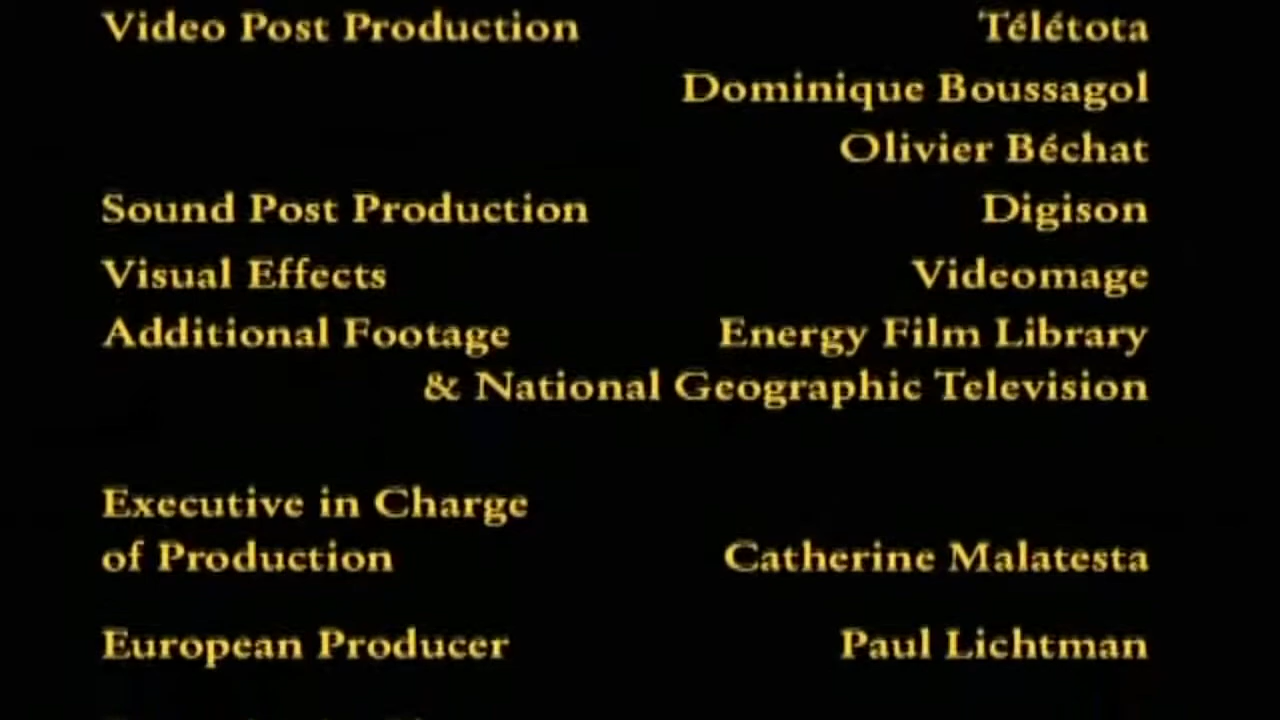 Video Post Production Télétota
Dominique Boussagol
Olivier Béchat
Sound Post Production Digison
Visual Effects Videomage
Additional Footage Energy Film Library
& National Geographic Television
Executive in Charge
of Production Catherine Malatesta
European Producer Paul Lichtman